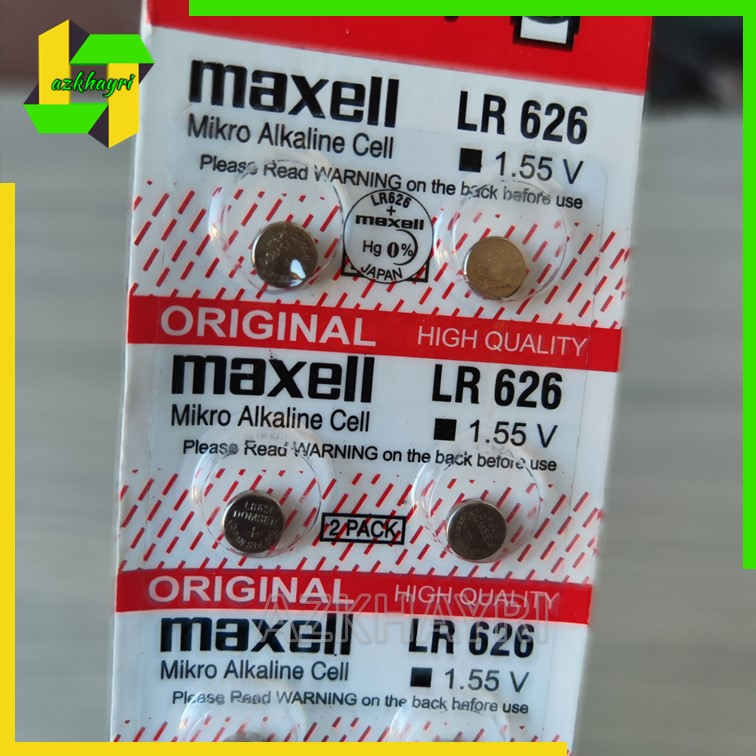 azkhayri
maxell LR 626
Mikro Alkaline Cell 1.55 V
Please Read WARNING on the back before use
LR626
+
maxell
Hg 0%
JAPAN
ORIGINAL HIGH QUALITY
maxell LR 626
Mikro Alkaline Cell 1.55 V
Please Read WARNING on the back before use
LR626
+
2 PACK
ORIGINAL HIGH QUALITY
AZKHAYRI
maxell LR 626
Mikro Alkaline Cell 1.55 V
Please Read WARNING on the back before use